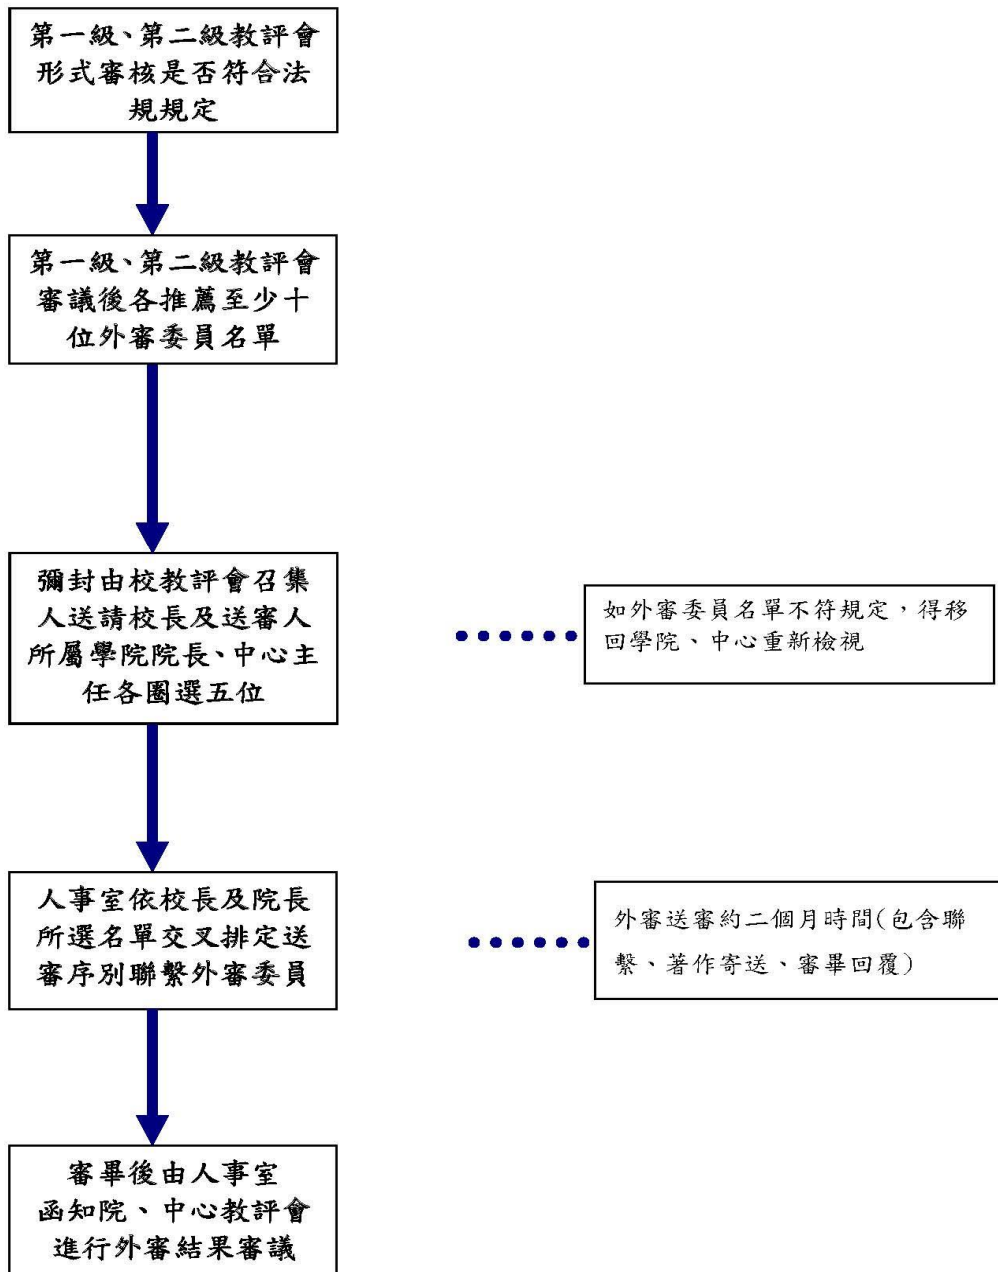 第一級、第二級教評會
形式審核是否符合法
規規定
第一級、第二級教評會
審議後各推薦至少十
位外審委員名單
彌封由校教評會召集
人送請校長及送審人
所屬學院院長、中心主
任各圈選五位
如外審委員名單不符規定，得移
回學院、中心重新檢視
人事室依校長及院長
所選名單交叉排定送
審序別聯繫外審委員
外審送審約二個月時間(包含聯
繫、著作寄送、審畢回覆)
審畢後由人事室
函知院、中心教評會
進行外審結果審議